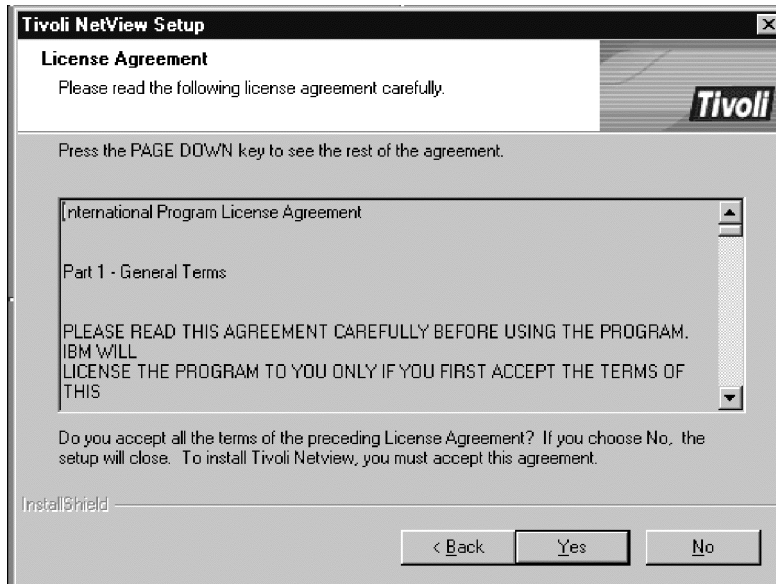 Tivoli NetView Setup
License Agreement
Please read the following license agreement carefully.
Tivoli
Press the PAGE DOWN key to see the rest of the agreement.
International Program License Agreement
Part 1 - General Terms
PLEASE READ THIS AGREEMENT CAREFULLY BEFORE USING THE PROGRAM.
IBM WILL
LICENSE THE PROGRAM TO YOU ONLY IF YOU FIRST ACCEPT THE TERMS OF
THIS
Do you accept all the terms of the preceding License Agreement?  If you choose No,  the
setup will close.  To install Tivoli Netview, you must accept this agreement.
InstallShield
< Back
Yes
No